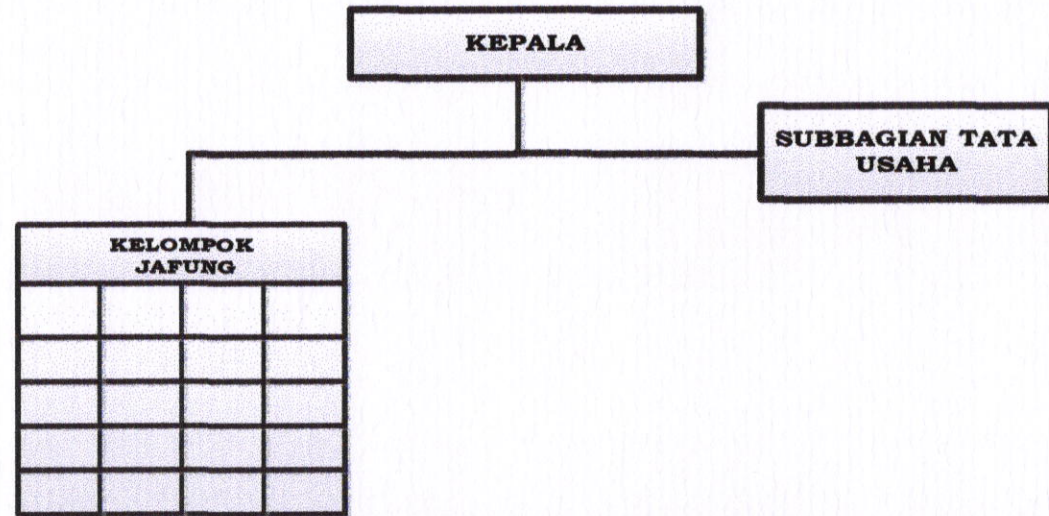 KEPALA
SUBBAGIAN TATA
USAHA
KELOMPOK
JAFUNG